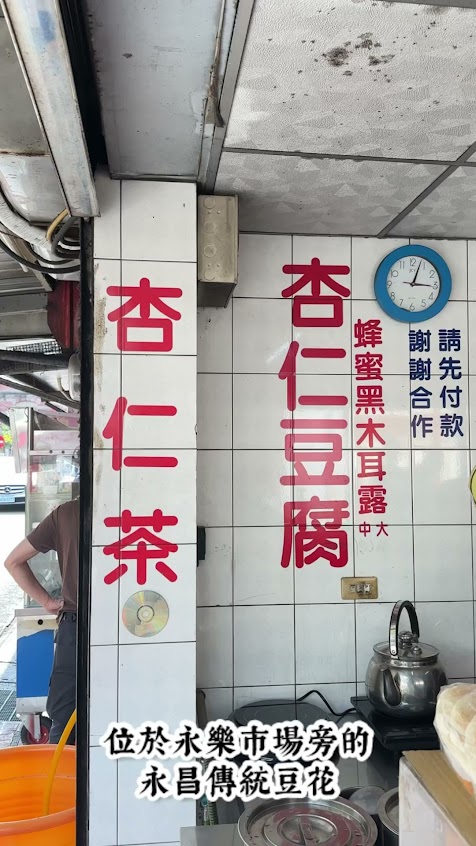 杏仁茶
杏仁豆腐
蜂蜜黑木耳露 中大
請先付款
謝謝合作
位於永樂市場旁的
永昌傳統豆花